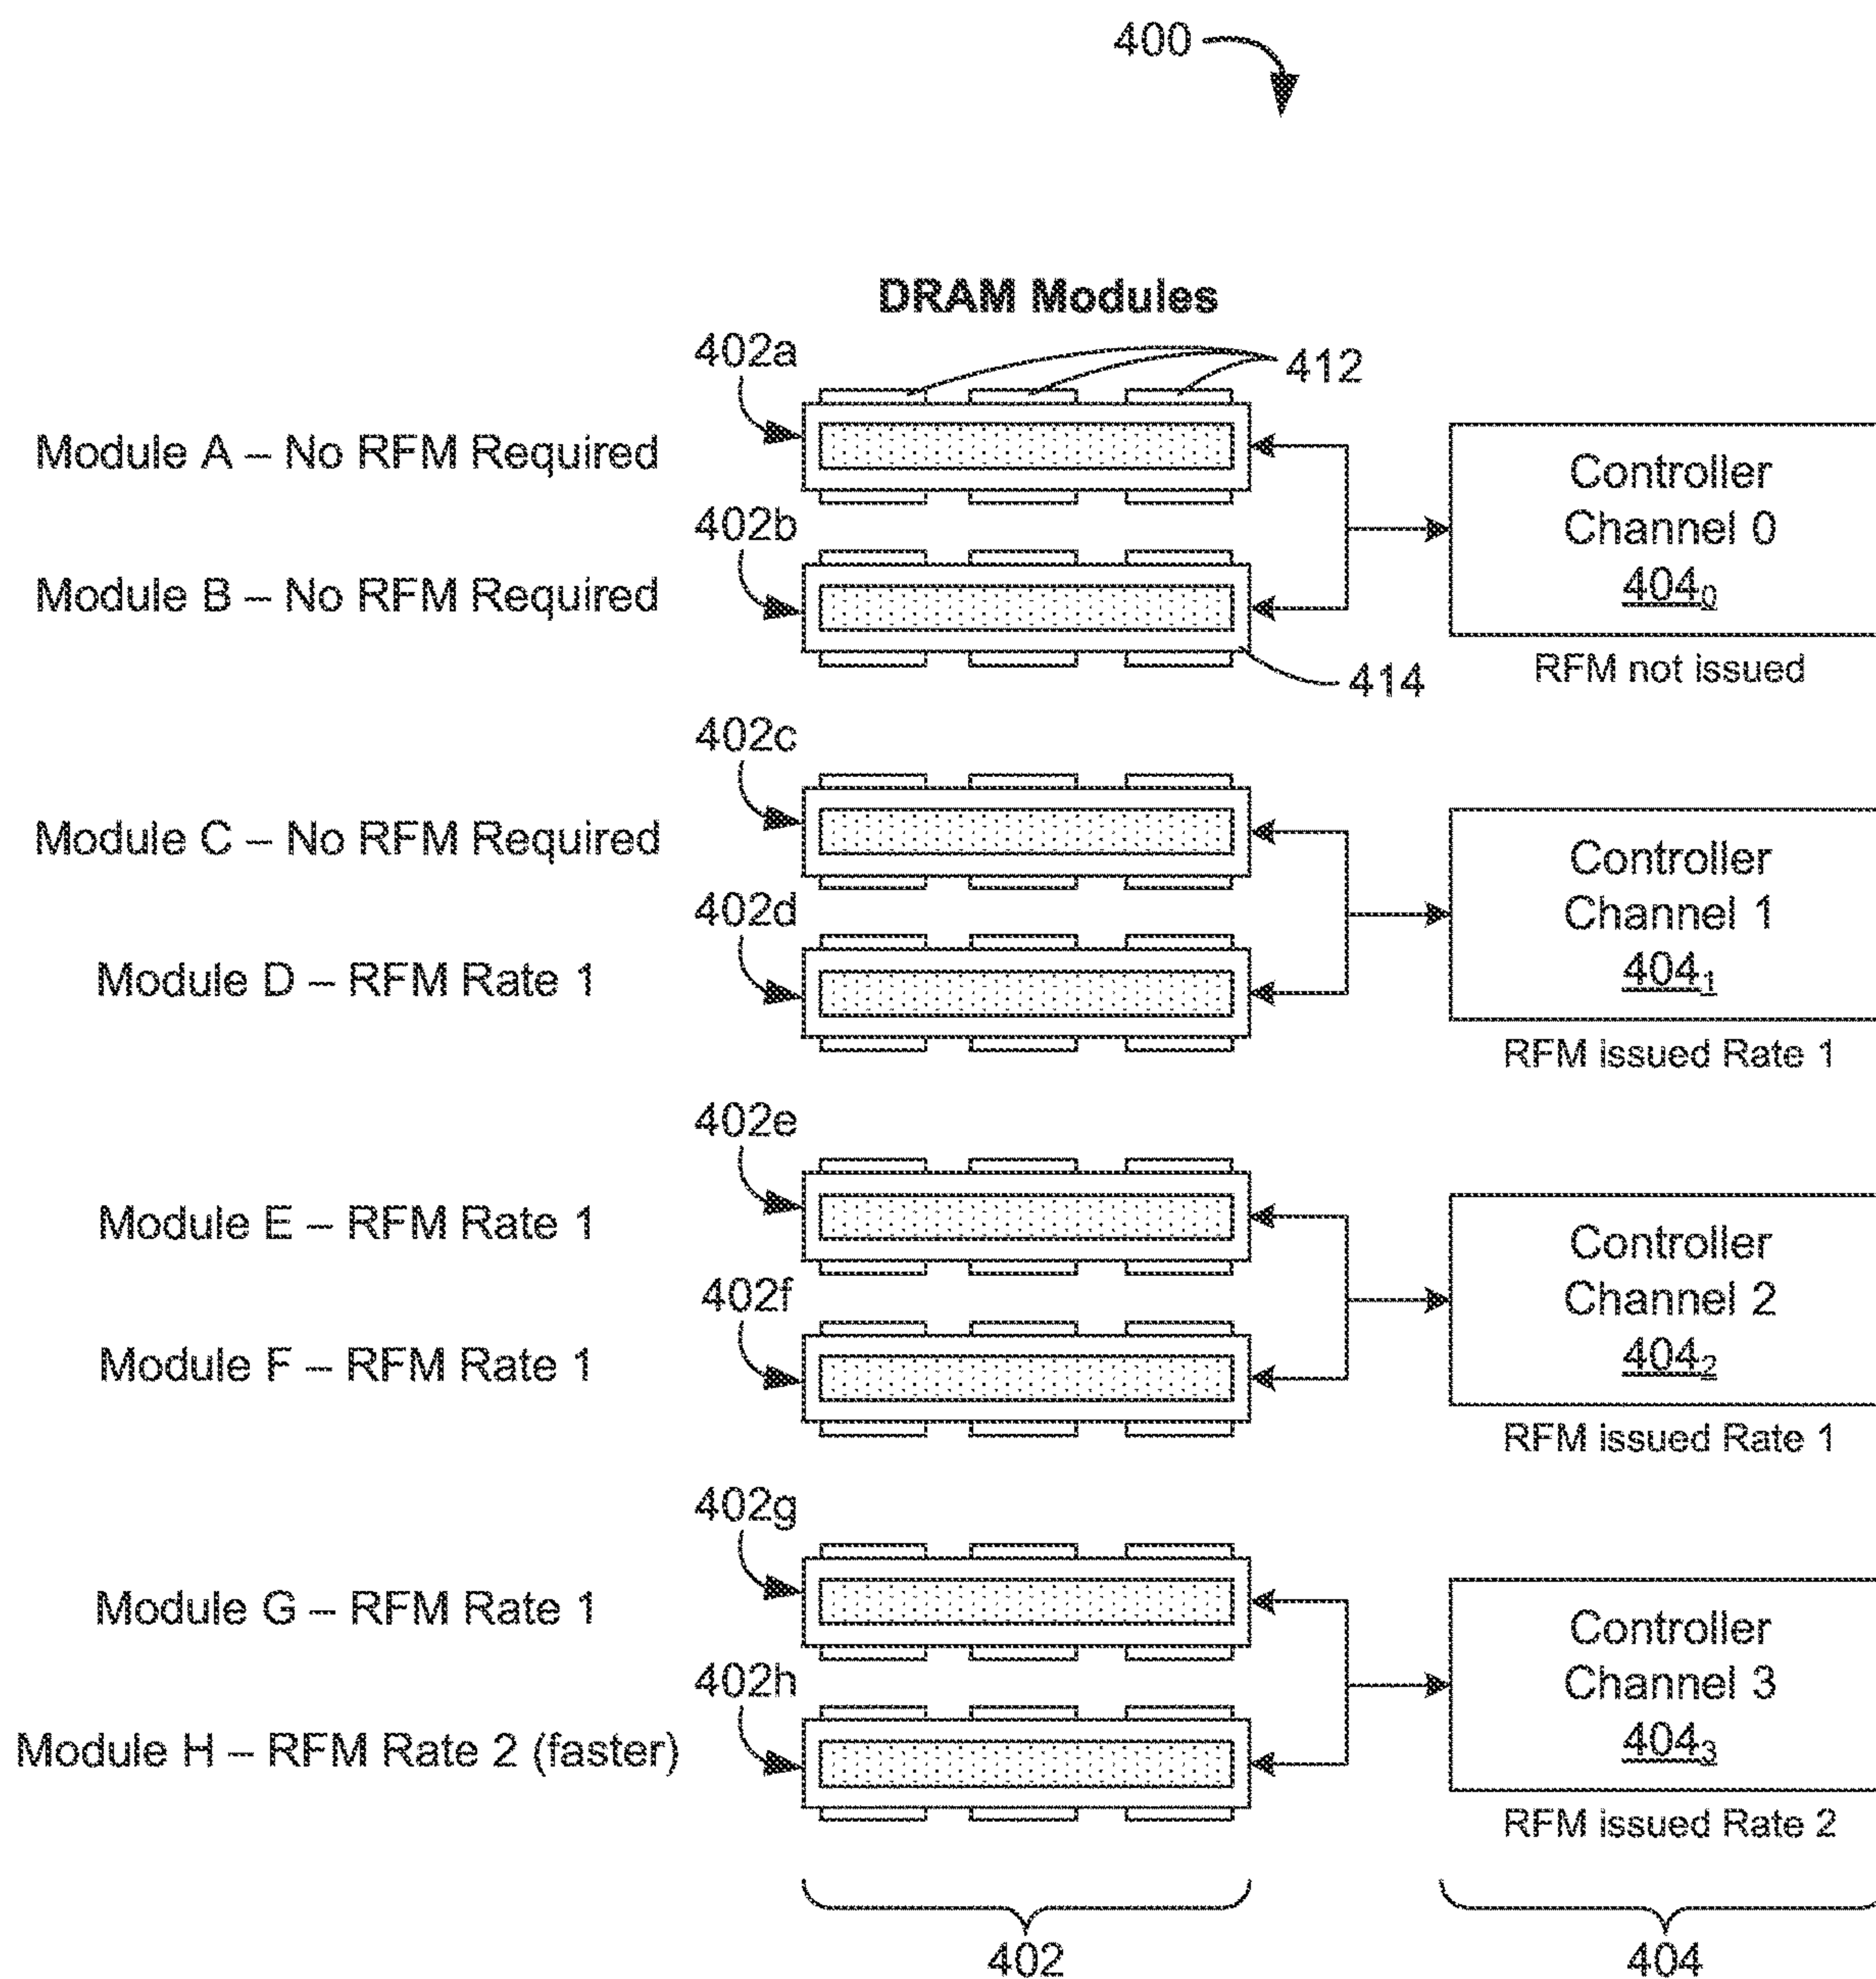 400
DRAM Modules
402a
412
Module A – No RFM Required
Controller
Channel 0
404₀
402b
Module B – No RFM Required
RFM not issued
414
402c
Module C – No RFM Required
Controller
Channel 1
404₁
402d
Module D – RFM Rate 1
RFM issued Rate 1
402e
Module E – RFM Rate 1
Controller
Channel 2
404₂
402f
Module F – RFM Rate 1
RFM issued Rate 1
402g
Module G – RFM Rate 1
Controller
Channel 3
404₃
402h
Module H – RFM Rate 2 (faster)
RFM issued Rate 2
402
404